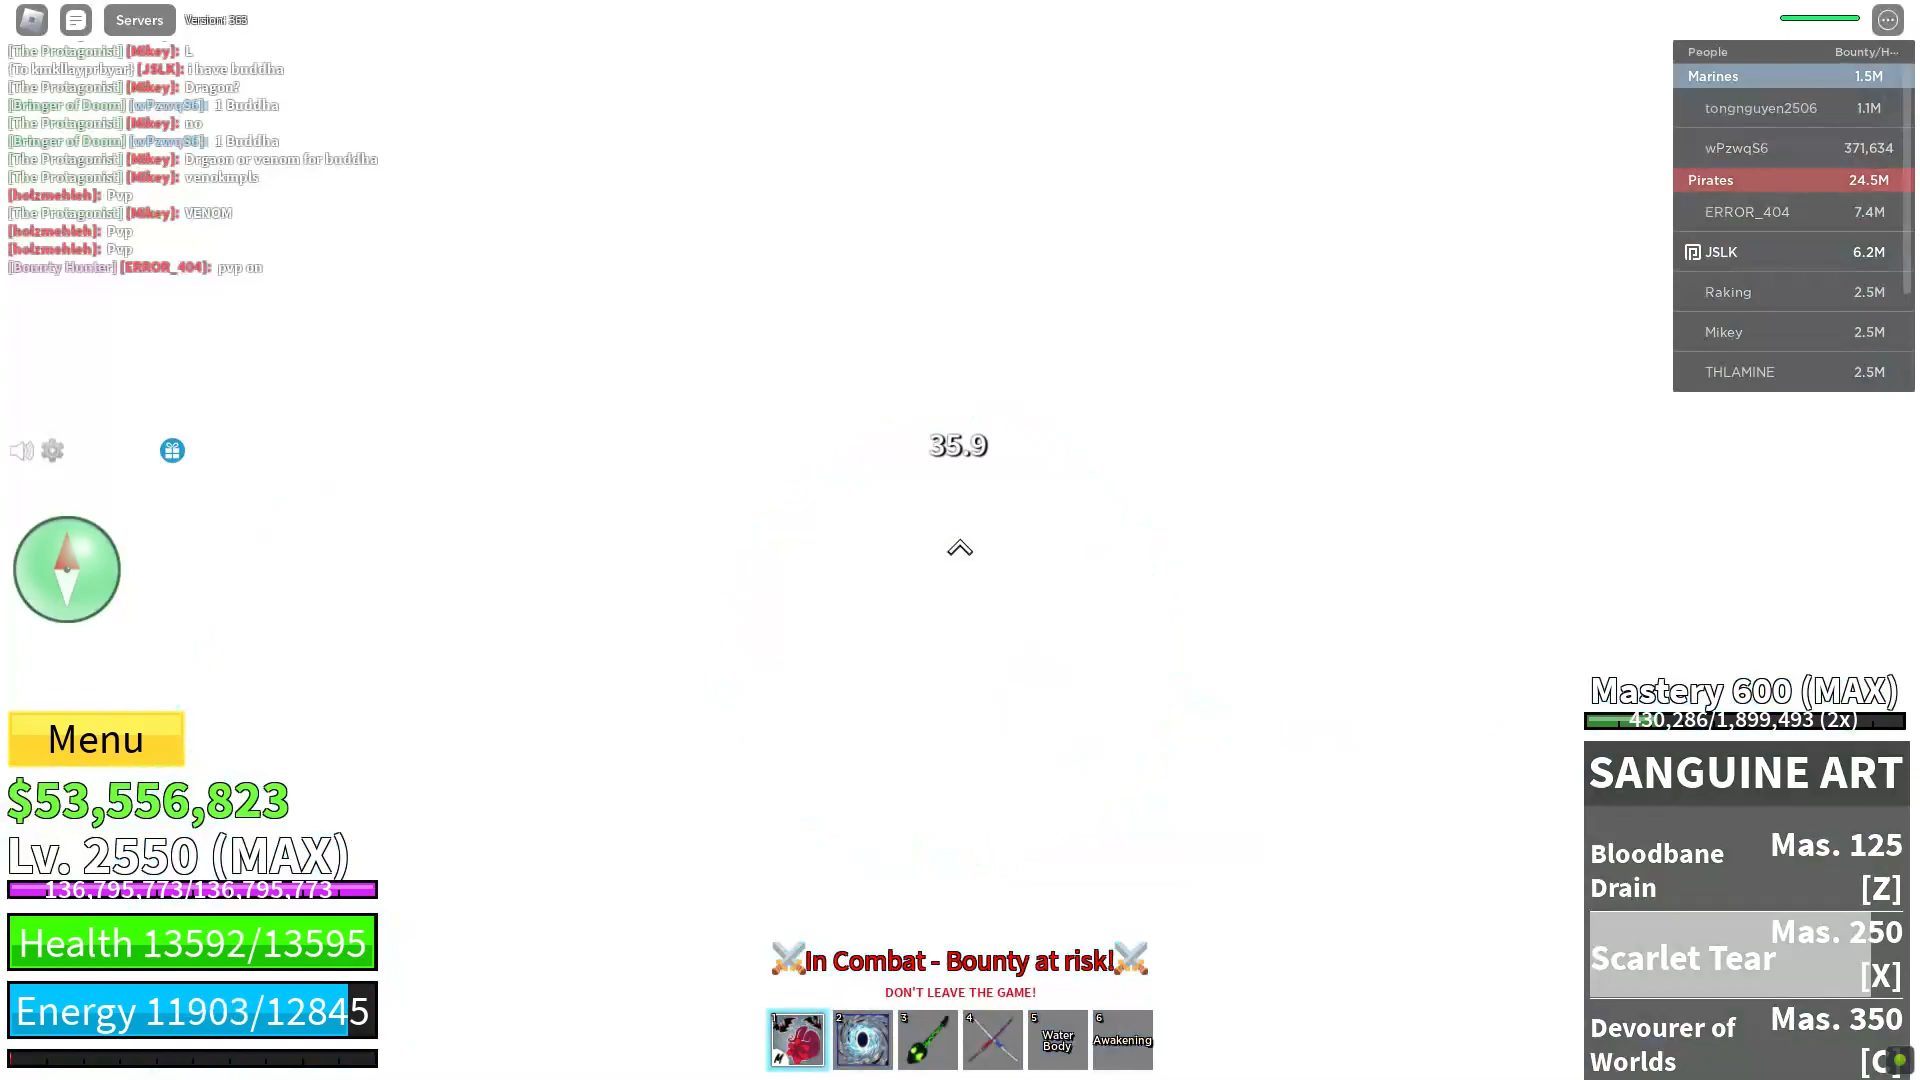 Servers
Version: 363
[The Protagonist] [Mikey]: L
{To kmkllayprbyar} [JSLK]: i have buddha
[The Protagonist] [Mikey]: Dragon?
[Bringer of Doom] [wPzwqS6]: 1 Buddha
[The Protagonist] [Mikey]: no
[Bringer of Doom] [wPzwqS6]: 1 Buddha
[The Protagonist] [Mikey]: Drgaon or venom for buddha
[The Protagonist] [Mikey]: venokmpls
[holzmehleh]: Pvp
[The Protagonist] [Mikey]: VENOM
[holzmehleh]: Pvp
[holzmehleh]: Pvp
[Bounty Hunter] [ERROR_404]: pvp on
People Bounty/H...
Marines 1.5M
tongnguyen2506 1.1M
wPzwqS6 371,634
Pirates 24.5M
ERROR_404 7.4M
JSLK 6.2M
Raking 2.5M
Mikey 2.5M
THLAMINE 2.5M
35.9
Menu
$53,556,823
Lv. 2550 (MAX)
136,795,773/136,795,773
Health 13592/13595
Energy 11903/12845
In Combat - Bounty at risk!
DON'T LEAVE THE GAME!
1
2
3
4
5
Water
Body
6
Awakening
Mastery 600 (MAX)
430,286/1,899,493 (2x)
SANGUINE ART
Bloodbane Drain Mas. 125 [Z]
Scarlet Tear Mas. 250 [X]
Devourer of Worlds Mas. 350 [C